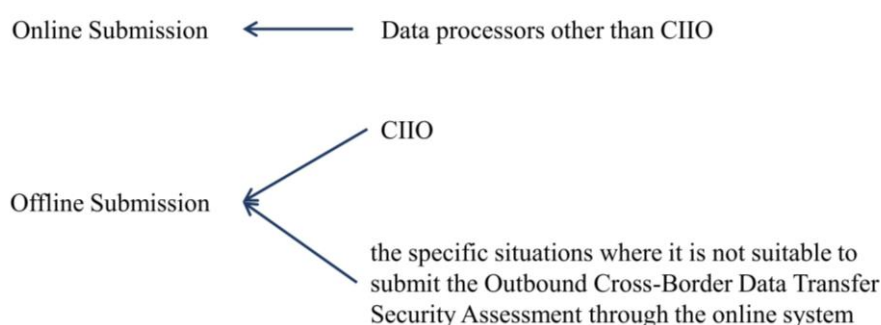 Online Submission
Data processors other than CIIO
CIIO
Offline Submission
the specific situations where it is not suitable to
submit the Outbound Cross-Border Data Transfer
Security Assessment through the online system